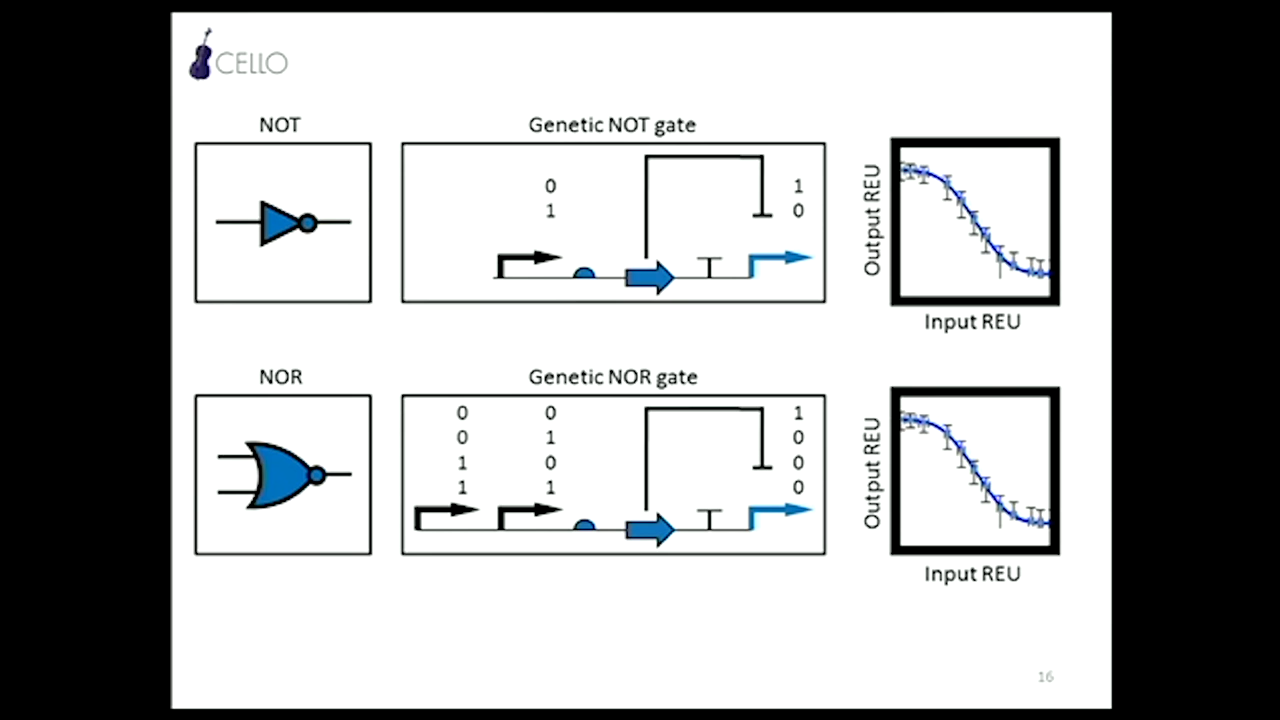 CELLO
NOT
Genetic NOT gate
0 1
1 0
Output REU
Input REU
NOR
Genetic NOR gate
0 0 1
0 1 0
1 0 0
1 1 0
Output REU
Input REU
16